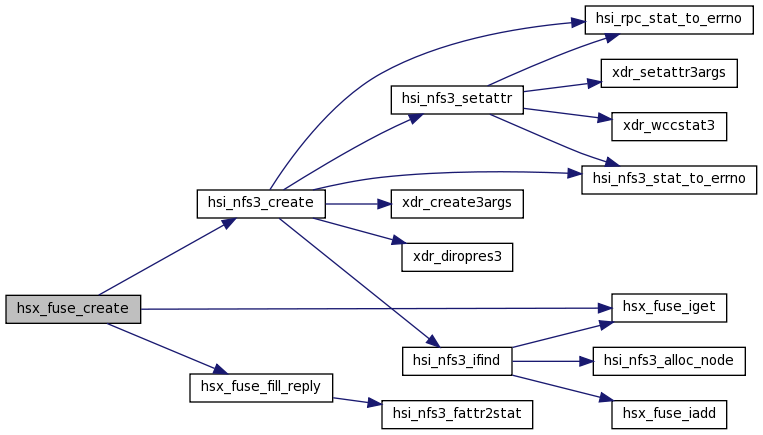 hsi_rpc_stat_to_errno
xdr_setattr3args
hsi_nfs3_setattr
xdr_wccstat3
hsi_nfs3_stat_to_errno
hsi_nfs3_create
xdr_create3args
xdr_diropres3
hsx_fuse_create
hsx_fuse_iget
hsi_nfs3_ifind
hsi_nfs3_alloc_node
hsx_fuse_fill_reply
hsi_nfs3_fattr2stat
hsx_fuse_iadd